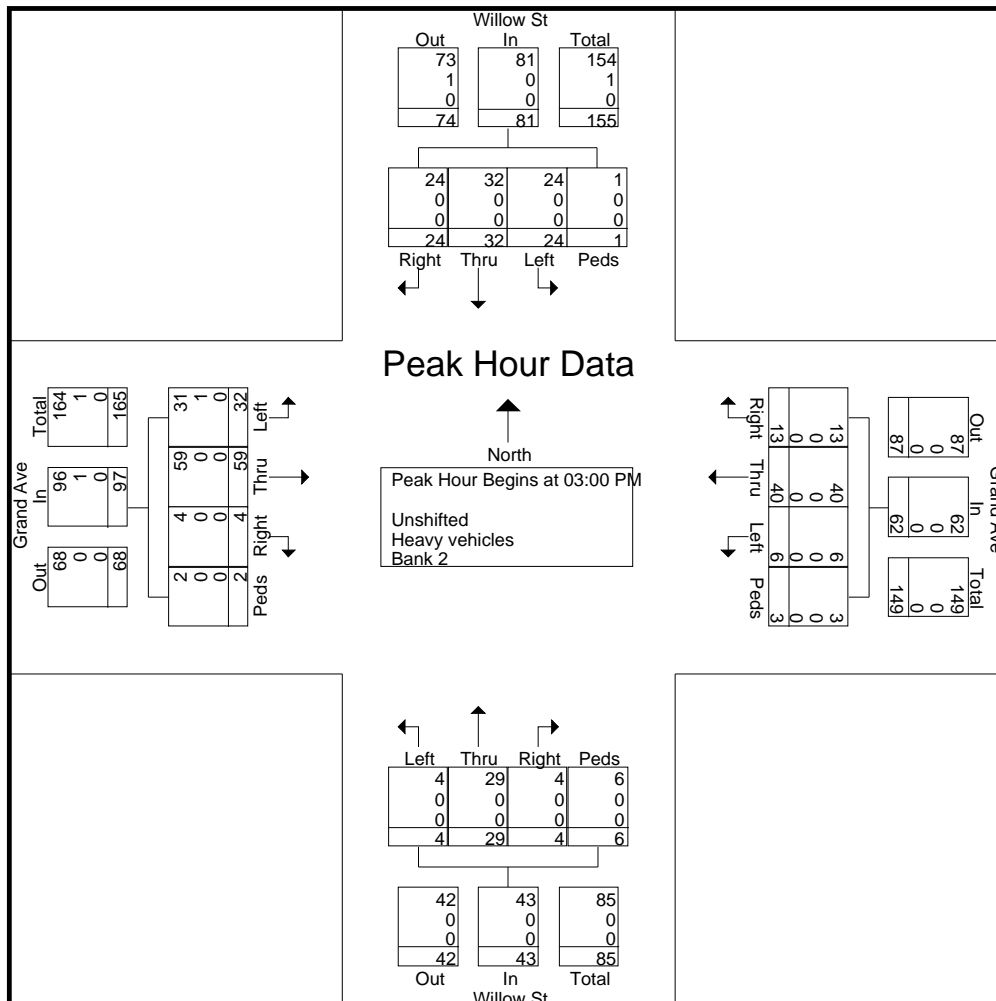 Willow St
Out In Total
73 81 154
1 0 1
0 0 0
74 81 155
24 32 24 1
0 0 0 0
0 0 0 0
24 32 24 1
Right Thru Left Peds
Peak Hour Data
North
Peak Hour Begins at 03:00 PM
Unshifted
Heavy vehicles
Bank 2
Grand Ave
Total In Out
164 96 68
1 1 0
0 0 0
165 97 68
31 59 4 2
1 0 0 0
0 0 0 0
32 59 4 2
Left Thru Right Peds
Grand Ave
Out In Total
87 62 149
0 0 0
0 0 0
87 62 149
13 40 6 3
0 0 0 0
0 0 0 0
13 40 6 3
Right Thru Left Peds
Left Thru Right Peds
4 29 4 6
0 0 0 0
0 0 0 0
4 29 4 6
42 43 85
0 0 0
0 0 0
42 43 85
Out In Total
Willow St